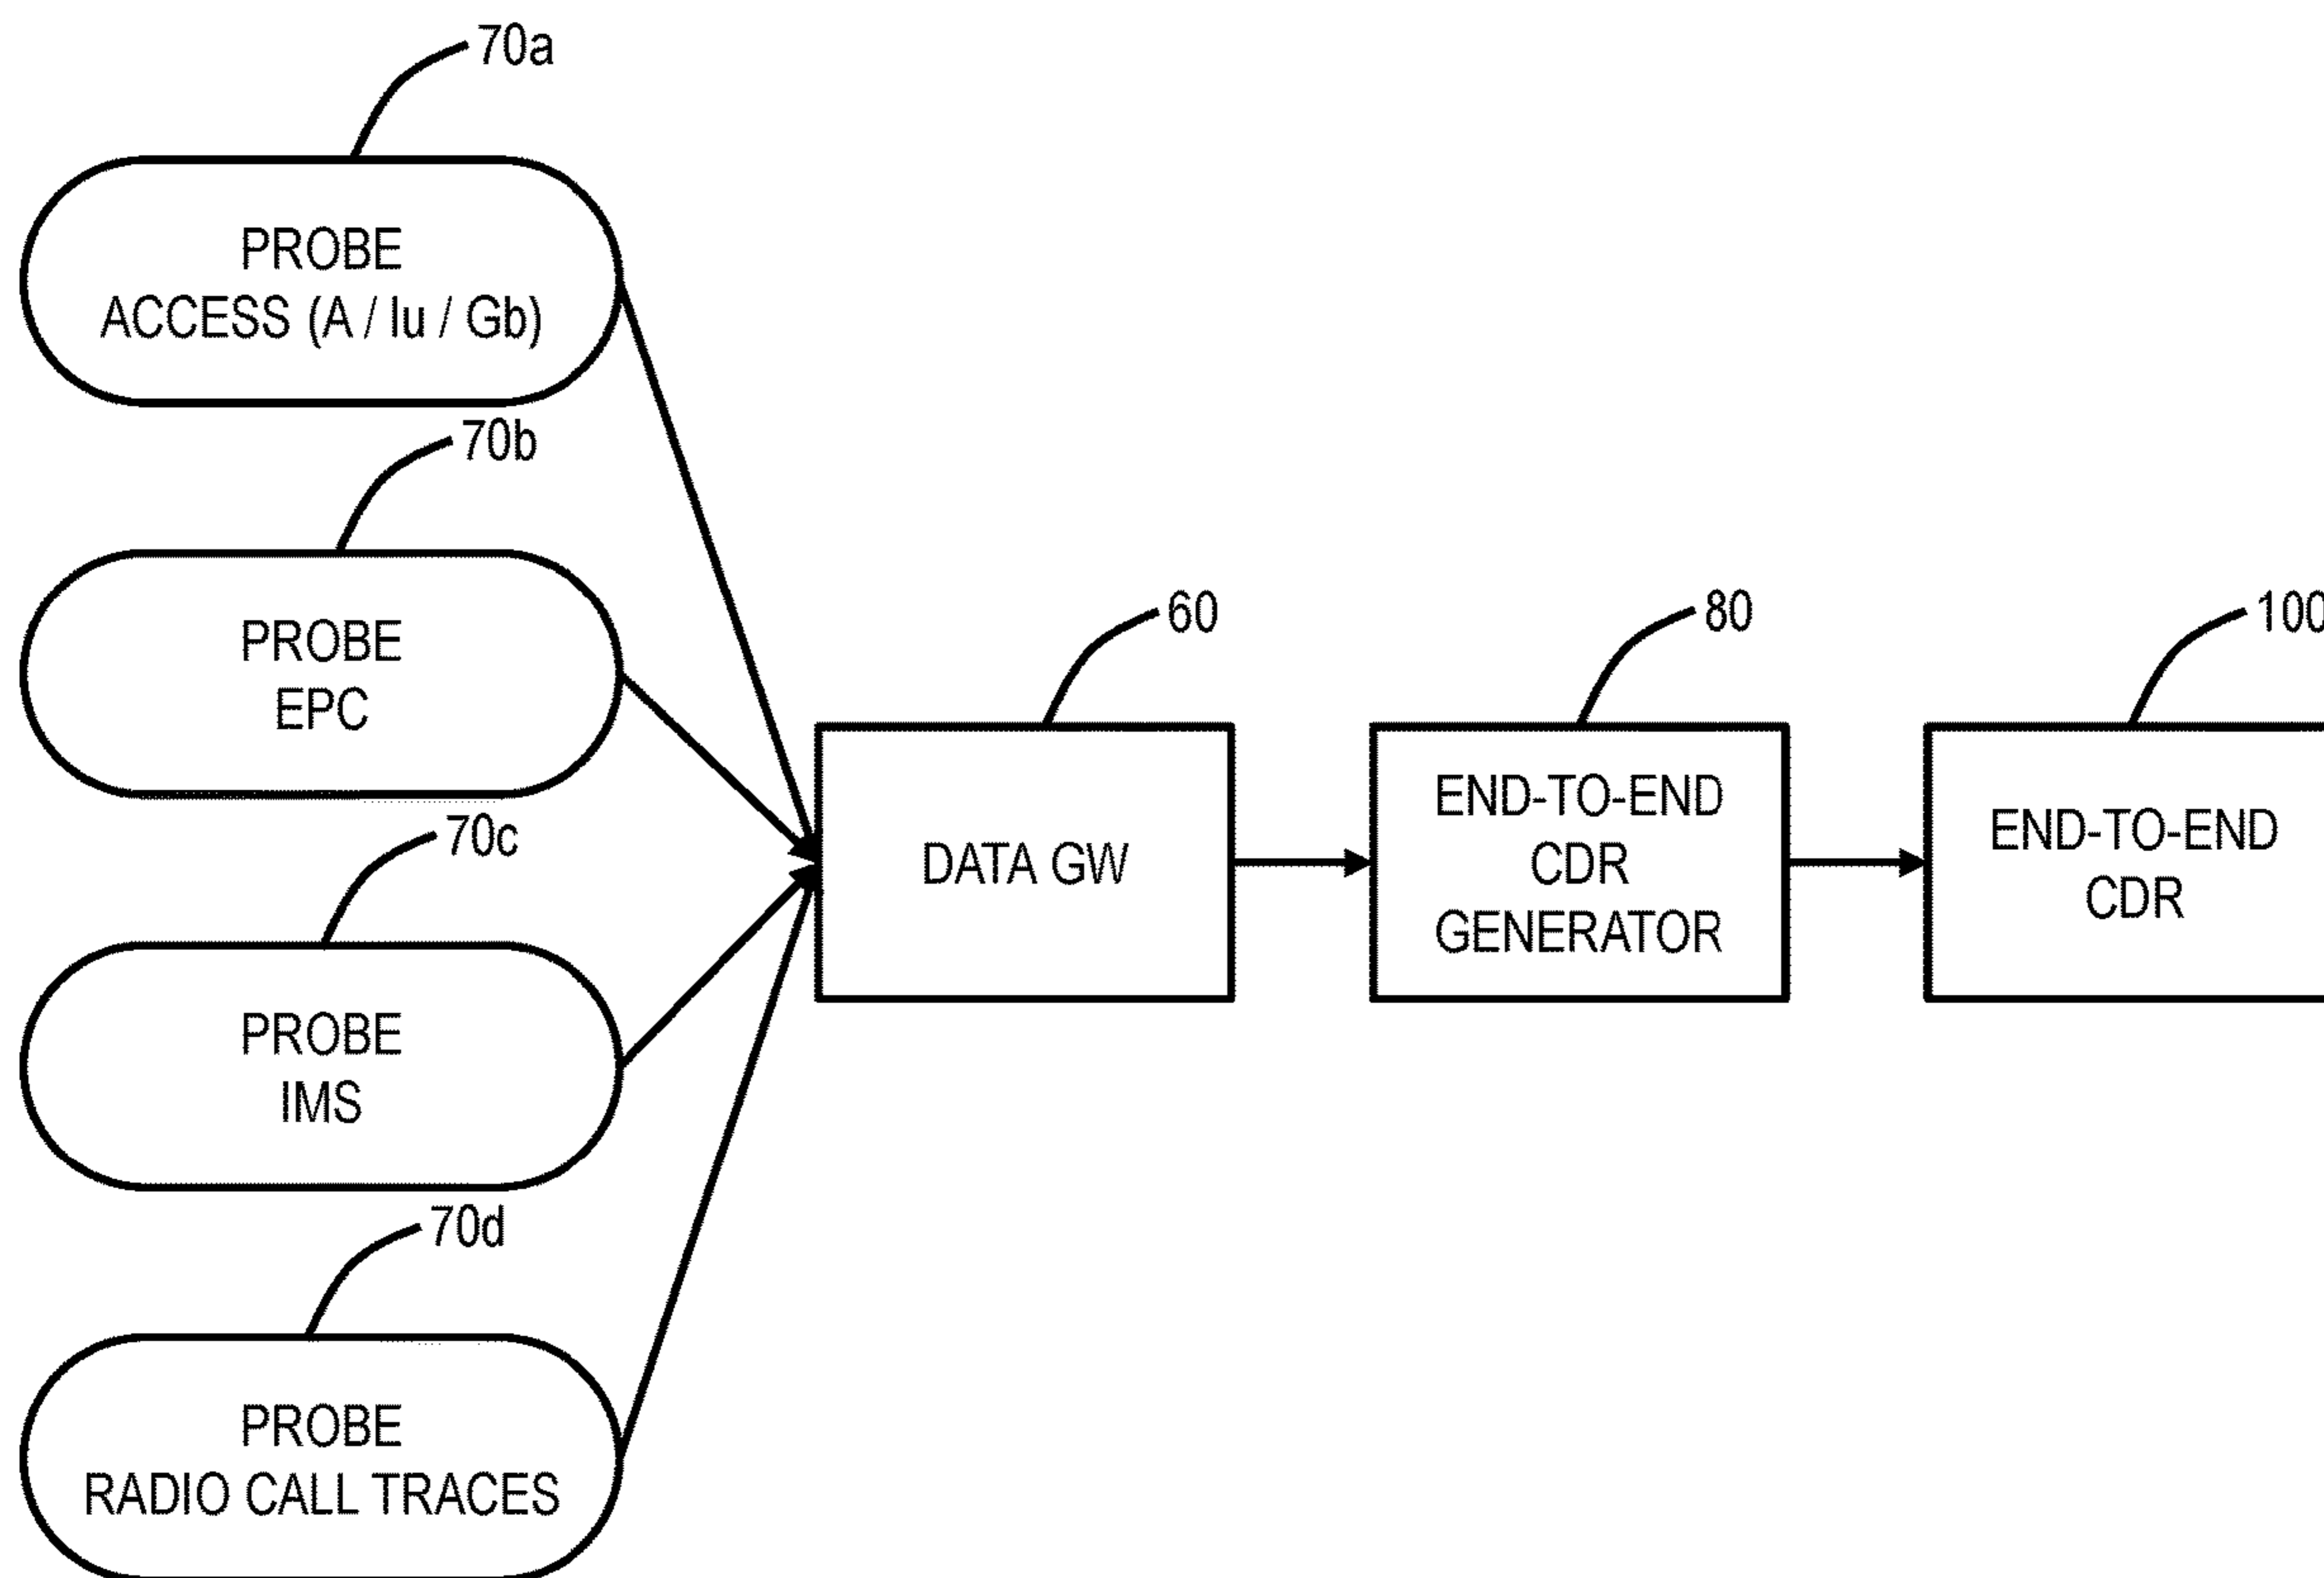 70a
PROBE
ACCESS (A / Iu / Gb)
70b
PROBE
EPC
70c
PROBE
IMS
70d
PROBE
RADIO CALL TRACES
60
DATA GW
80
END-TO-END
CDR
GENERATOR
100
END-TO-END
CDR